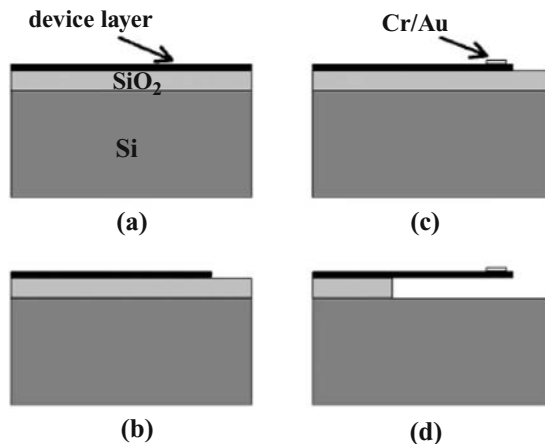 device layer
Cr/Au
SiO₂
Si
(a)
(c)
(b)
(d)